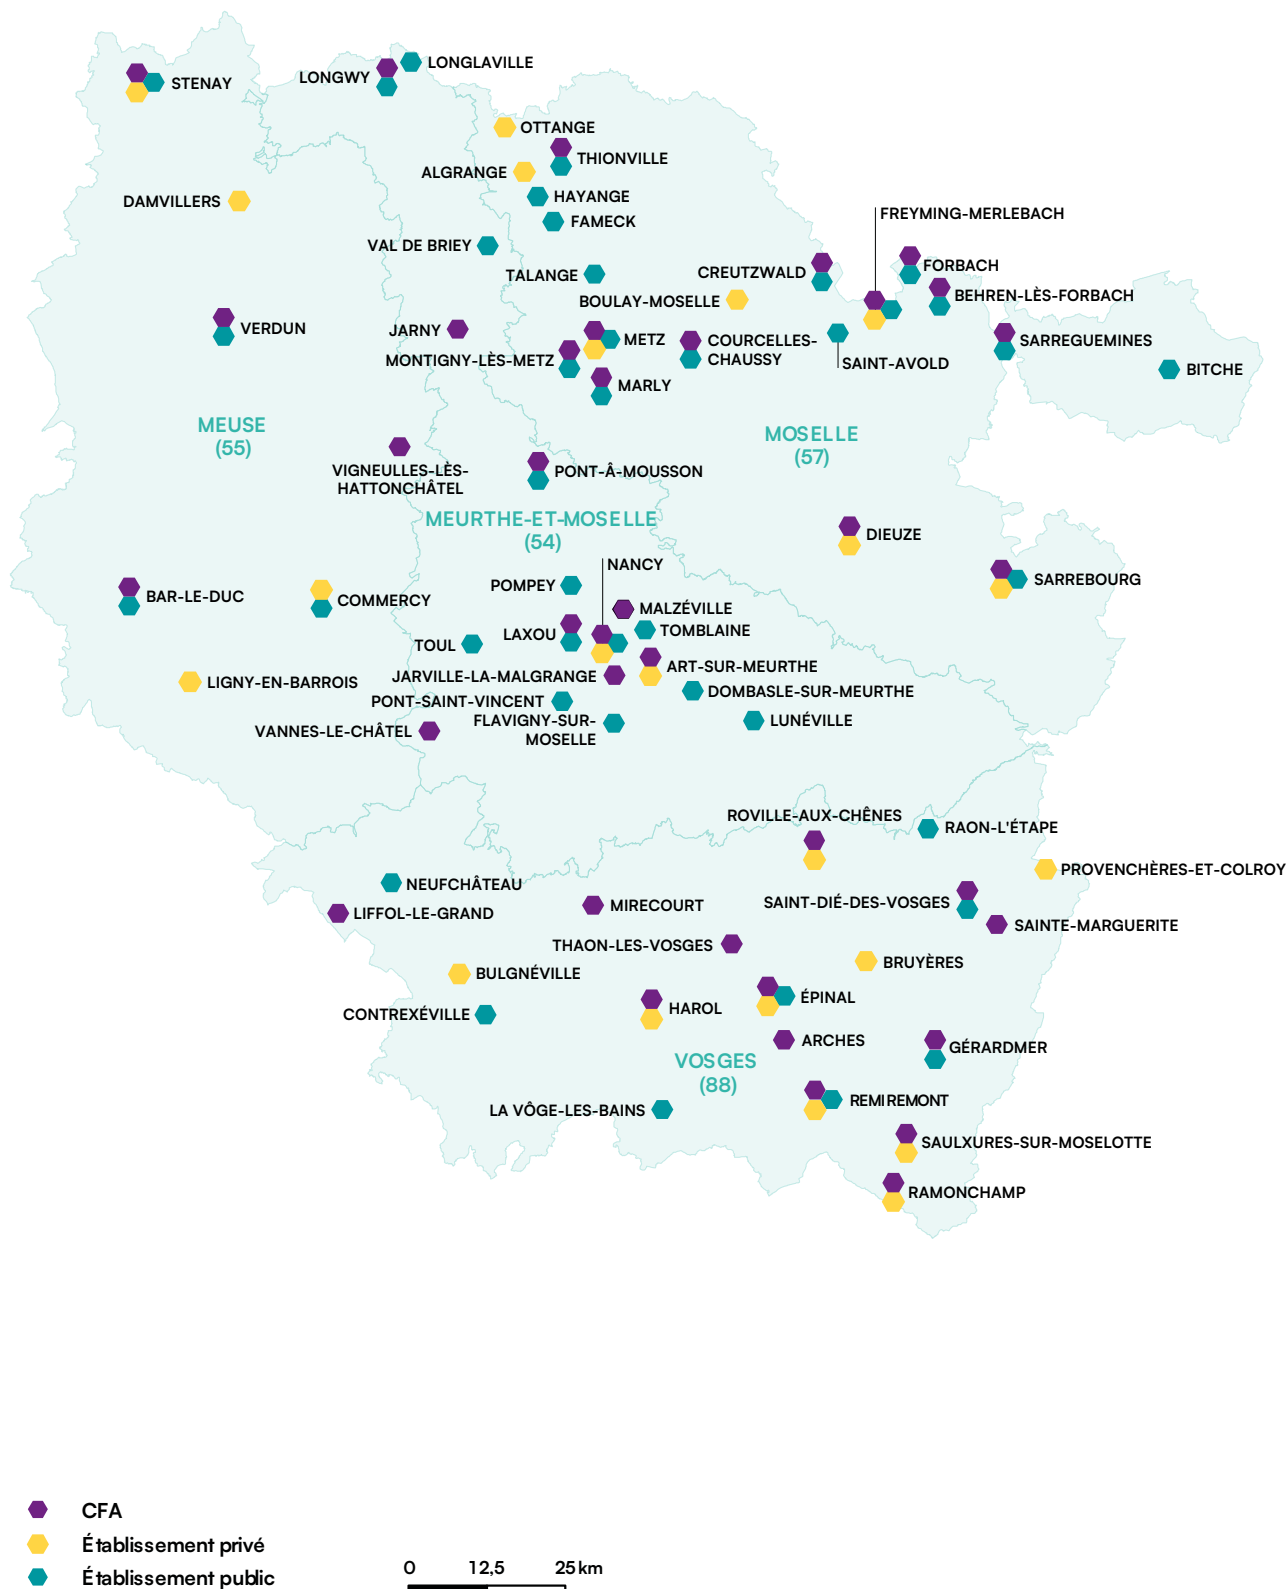 LONGLAVILLE
LONGWY
STENAY
OTTANGE
THIONVILLE
ALGRANGE
HAYANGE
DAMVILLERS
FREYMING-MERLEBACH
FAMECK
VAL DE BRIEY
FORBACH
CREUTZWALD
TALANGE
BEHREN-LÈS-FORBACH
BOULAY-MOSELLE
VERDUN
JARNY
METZ
COURCELLES-
CHAUSSY
SARREGUEMINES
MONTIGNY-LÈS-METZ
SAINT-AVOLD
BITCHE
MARLY
MEUSE
(55)
MOSELLE
(57)
VIGNEULLES-LÈS-
HATTONCHÂTEL
PONT-Â-MOUSSON
MEURTHE-ET-MOSELLE
(54)
DIEUZE
NANCY
SARREBOURG
POMPEY
BAR-LE-DUC
COMMERCY
MALZÉVILLE
TOMBLAINE
LAXOU
TOUL
ART-SUR-MEURTHE
JARVILLE-LA-MALGRANGE
LIGNY-EN-BARROIS
DOMBASLE-SUR-MEURTHE
PONT-SAINT-VINCENT
FLAVIGNY-SUR-
MOSELLE
LUNÉVILLE
VANNES-LE-CHÂTEL
ROVILLE-AUX-CHÊNES
RAON-L'ÉTAPE
PROVENCHÈRES-ET-COLROY
NEUFCHÂTEAU
SAINT-DIÉ-DES-VOSGES
MIRECOURT
LIFFOL-LE-GRAND
SAINTE-MARGUERITE
THAON-LES-VOSGES
BRUYÈRES
BULGNÉVILLE
ÉPINAL
HAROL
CONTREXÉVILLE
ARCHES
GÉRARDMER
VOSGES
(88)
REMIREMONT
LA VÔGE-LES-BAINS
SAULXURES-SUR-MOSELOTTE
RAMONCHAMP
CFA
Établissement privé
Établissement public
0 12,5 25 km